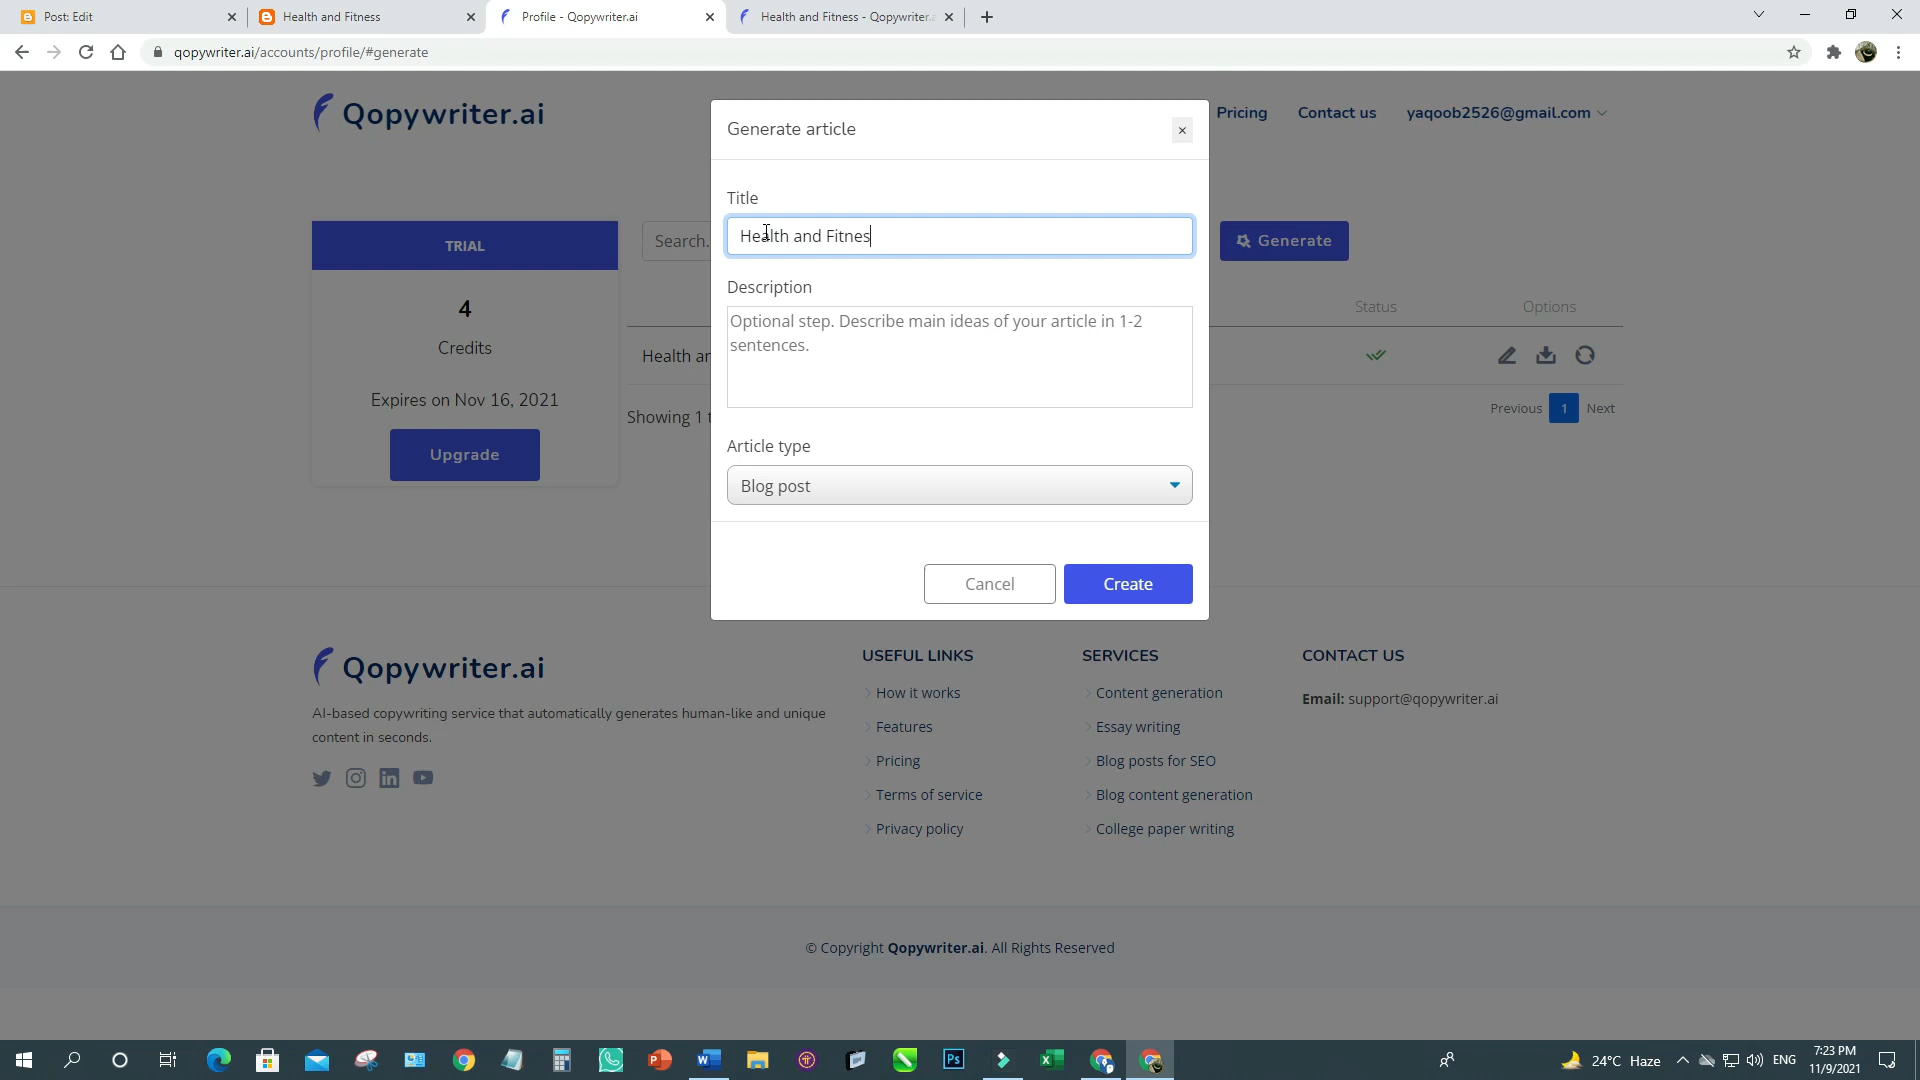 Post: Edit
Health and Fitness
Profile - Qopywriter.ai
Health and Fitness - Qopywriter.a
qopywriter.ai/accounts/profile/#generate
Qopywriter.ai
Pricing
Contact us
yaqoob2526@gmail.com
Generate article
×
Title
Health and Fitnes
TRIAL
Search.
Generate
Description
Optional step. Describe main ideas of your article in 1-2
sentences.
4
Credits
Status
Options
Health ar
Expires on Nov 16, 2021
Showing 1 t
Previous
1
Next
Upgrade
Article type
Blog post
Cancel
Create
Qopywriter.ai
AI-based copywriting service that automatically generates human-like and unique
content in seconds.
USEFUL LINKS
How it works
Features
Pricing
Terms of service
Privacy policy
SERVICES
Content generation
Essay writing
Blog posts for SEO
Blog content generation
College paper writing
CONTACT US
Email: support@qopywriter.ai
© Copyright Qopywriter.ai. All Rights Reserved
24°C Haze
ENG
7:23 PM
11/9/2021